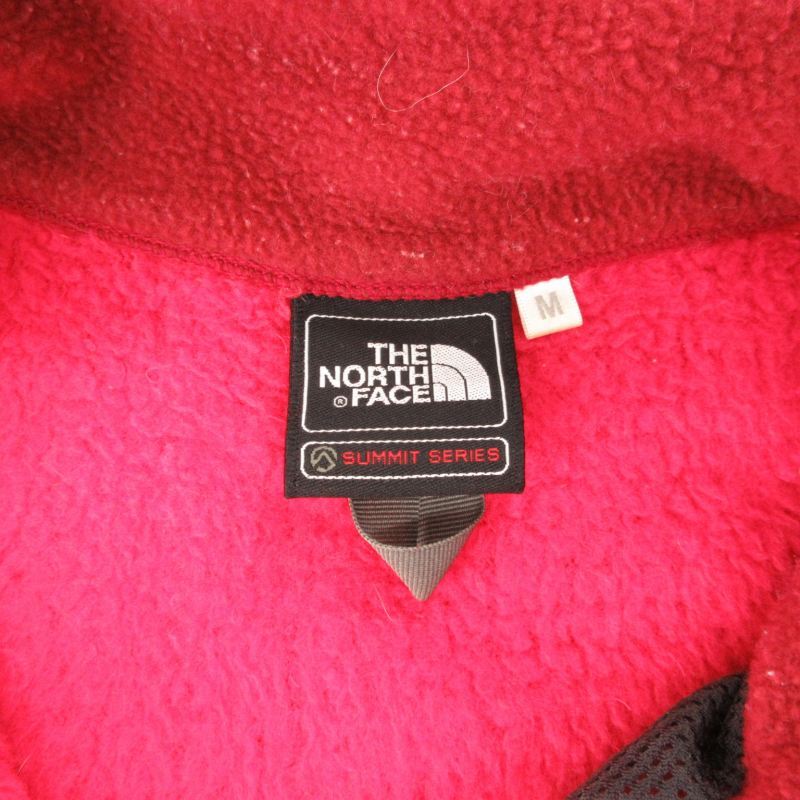 M
THE
NORTH
® FACE
SUMMIT SERIES